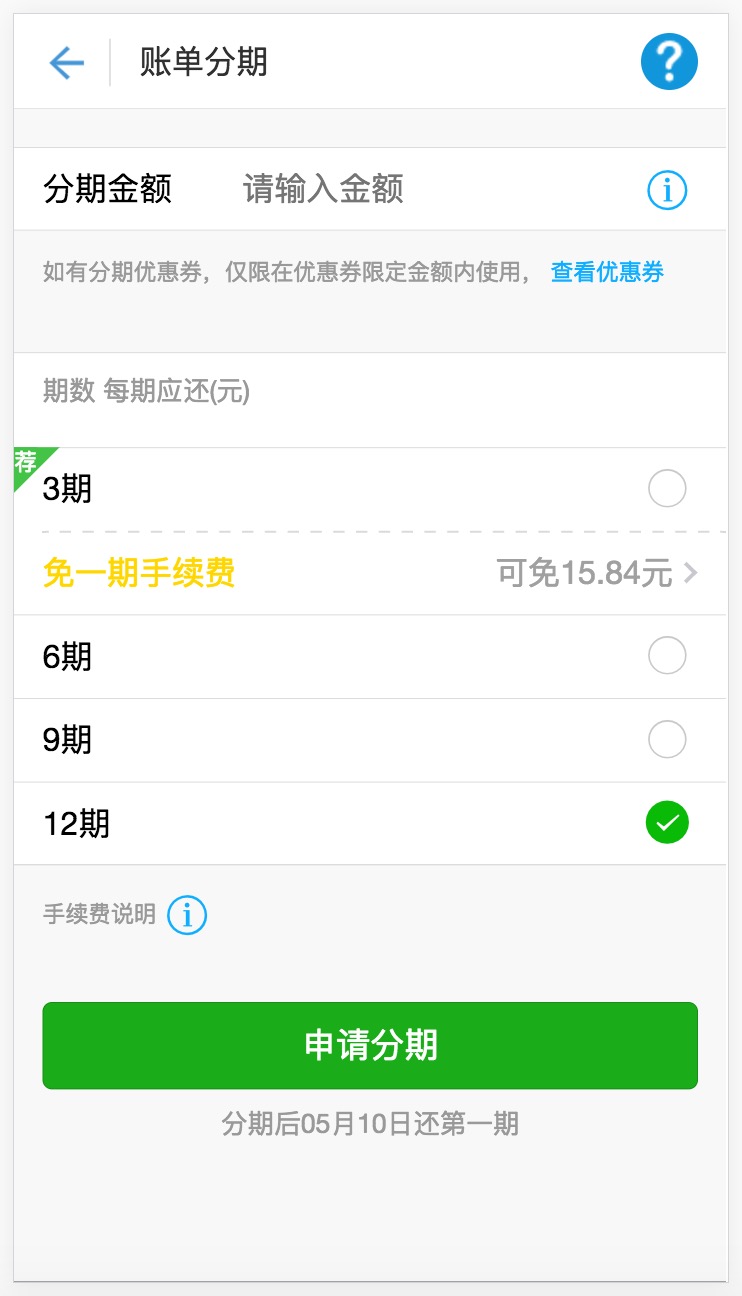 账单分期
分期金额 请输入金额
如有分期优惠券，仅限在优惠券限定金额内使用， 查看优惠券
期数 每期应还(元)
荐
3期
免一期手续费 可免15.84元
6期
9期
12期
手续费说明
申请分期
分期后05月10日还第一期